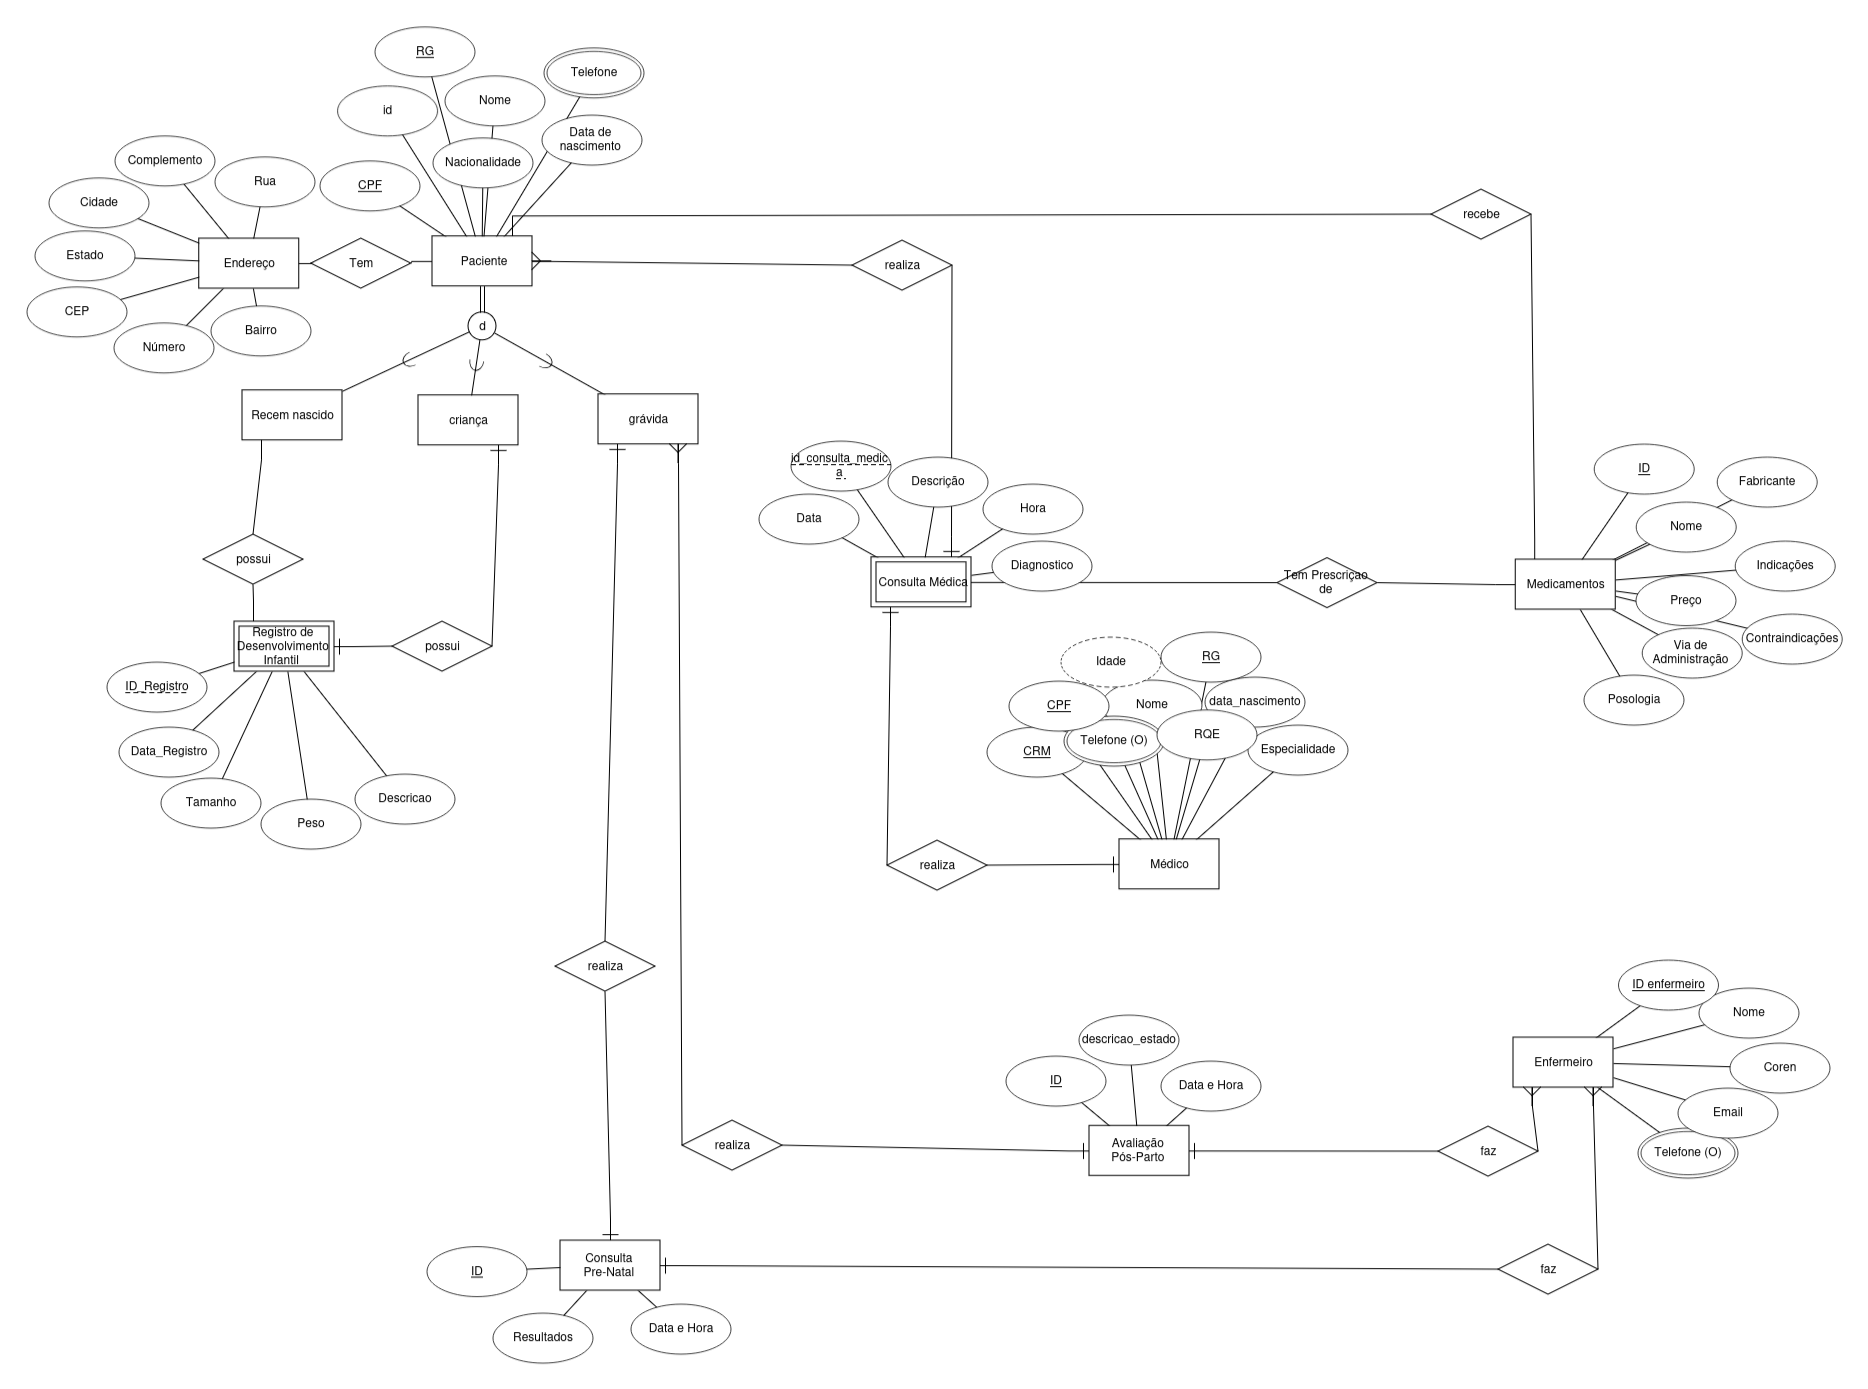 RG
Telefone
Nome
id
Data de
nascimento
Nacionalidade
Complemento
Rua
CPF
Cidade
recebe
Estado
Endereço
Tem
Paciente
realiza
CEP
Número
Bairro
d
Recem nascido
criança
grávida
id_consulta_medic
a
Descrição
ID
Fabricante
Data
Hora
Nome
possui
Diagnostico
Indicações
Consulta Médica
Tem Prescriçao
de
Medicamentos
Preço
Registro de
Desenvolvimento
Infantil
possui
Contraindicações
Via de
Administração
Idade
RG
ID_Registro
CPF
Nome
data_nascimento
Posologia
Data_Registro
CRM
Telefone (O)
RQE
Especialidade
Tamanho
Peso
Descricao
realiza
Médico
realiza
ID enfermeiro
Nome
descricao_estado
Enfermeiro
Coren
ID
Data e Hora
Email
realiza
Avaliação
Pós-Parto
faz
Telefone (O)
Consulta
Pre-Natal
ID
faz
Resultados
Data e Hora